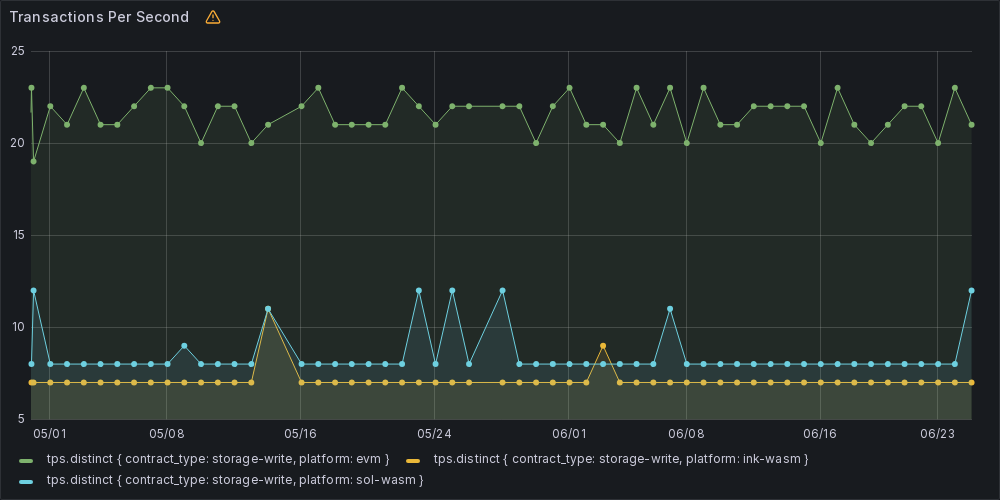 Transactions Per Second
25
20
15
10
5
05/01 05/08 05/16 05/24 06/01 06/08 06/16 06/23
tps.distinct { contract_type: storage-write, platform: evm } tps.distinct { contract_type: storage-write, platform: ink-wasm }
tps.distinct { contract_type: storage-write, platform: sol-wasm }